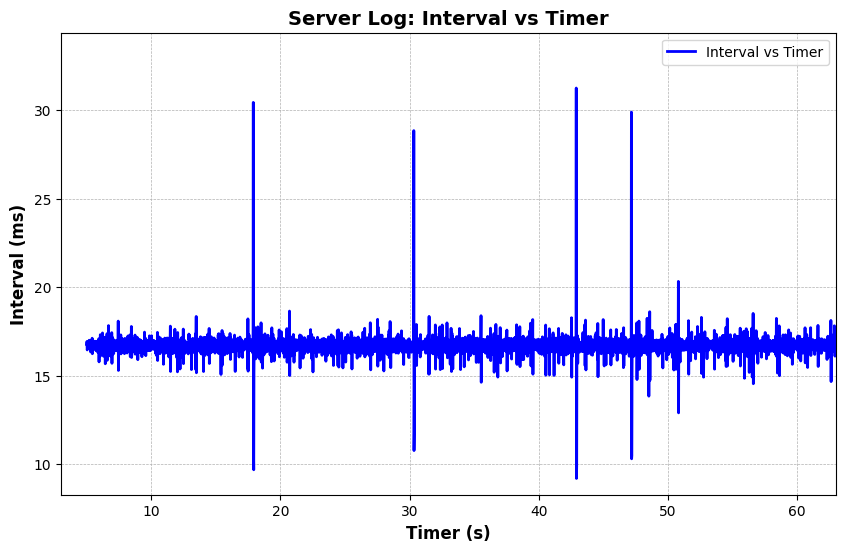 Server Log: Interval vs Timer
Interval vs Timer
Interval (ms)
30
25
20
15
10
10 20 30 40 50 60
Timer (s)